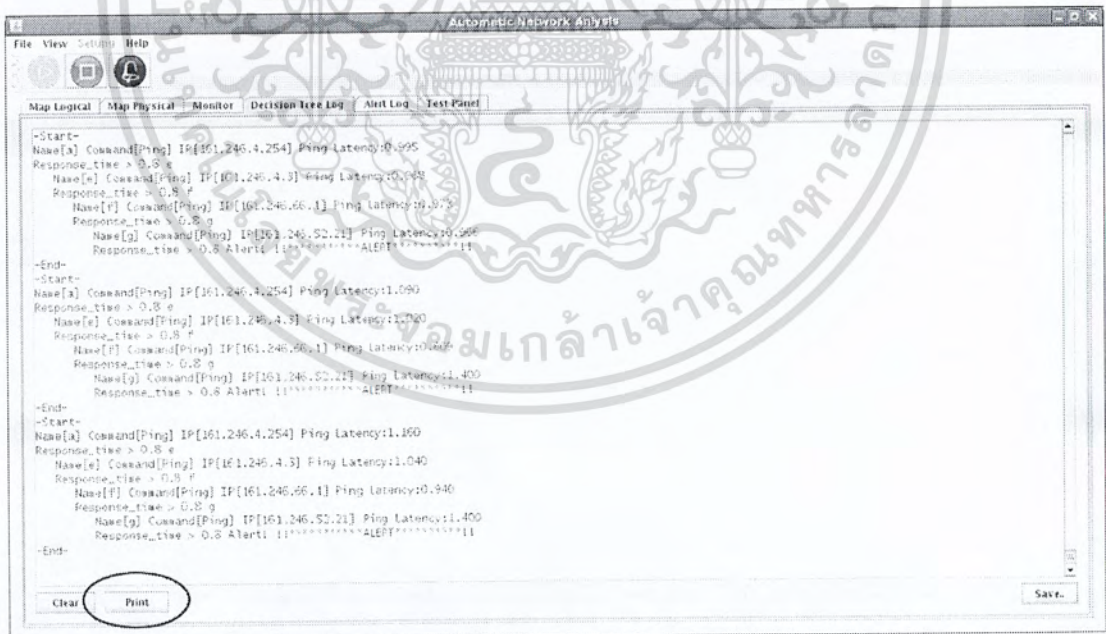 Automatic Network Anlysis
File View Setting Help
Map Logical Map Physical Monitor Decision Tree Log Alert Log Test Panel
-Start-
Name[a] Command[Ping] IP[161.246.4.254] Ping Latency:0.995
Response_time > 0.8 e
Name[e] Command[Ping] IP[161.246.4.3] Ping Latency:
Response_time > 0.8 f
Name[f] Command[Ping] IP[161.246.66.1] Ping Latency:0.973
Response_time > 0.8 g
Name[g] Command[Ping] IP[161.246.52.21] Ping Latency:
Response_time > 0.8 Alert! !!**********ALERT**********!!
-End-
-Start-
Name[a] Command[Ping] IP[161.246.4.254] Ping Latency:1.090
Response_time > 0.8 e
Name[e] Command[Ping] IP[161.246.4.3] Ping Latency:1.020
Response_time > 0.8 f
Name[f] Command[Ping] IP[161.246.66.1] Ping Latency:
Response_time > 0.8 g
Name[g] Command[Ping] IP[161.246.52.21] Ping Latency:1.400
Response_time > 0.8 Alert! !!**********ALERT**********!!
-End-
-Start-
Name[a] Command[Ping] IP[161.246.4.254] Ping Latency:1.160
Response_time > 0.8 e
Name[e] Command[Ping] IP[161.246.4.3] Ping Latency:1.040
Response_time > 0.8 f
Name[f] Command[Ping] IP[161.246.66.1] Ping Latency:0.940
Response_time > 0.8 g
Name[g] Command[Ping] IP[161.246.52.21] Ping Latency:1.400
Response_time > 0.8 Alert! !!**********ALERT**********!!
-End-
Clear Print Save..